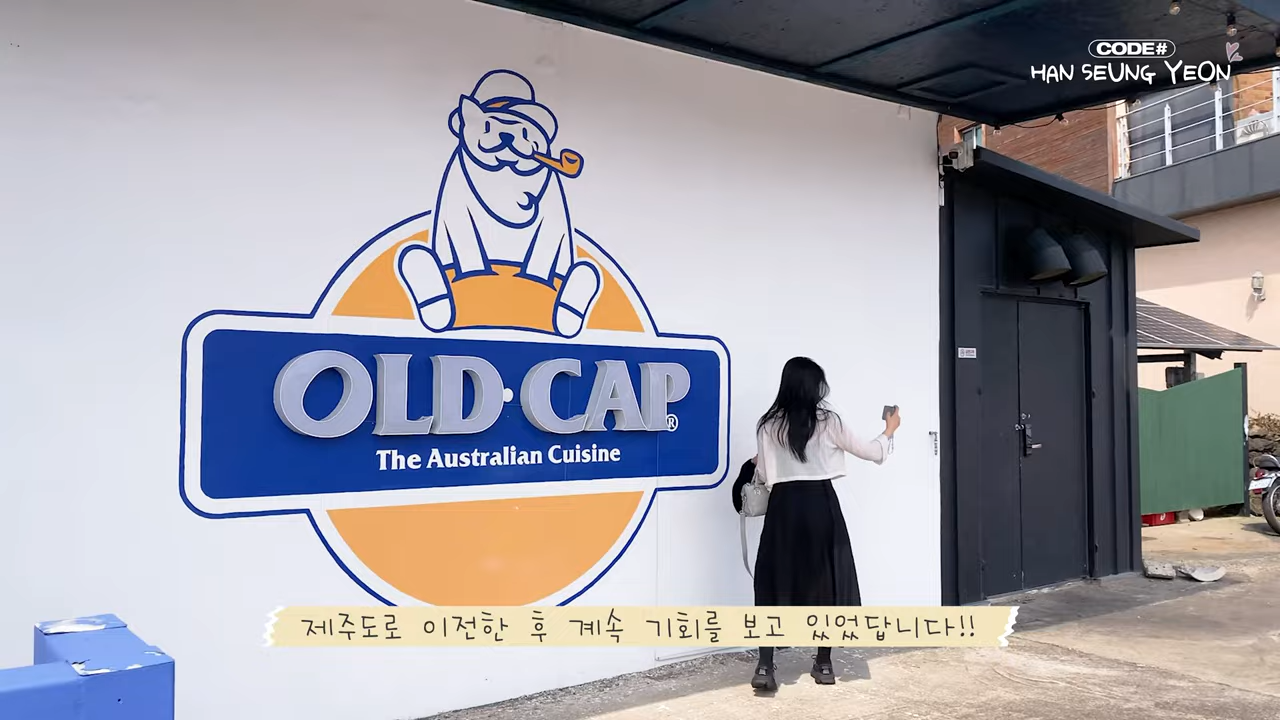 CODE#
HAN SEUNG YEON
OLD·CAP®
The Australian Cuisine
제주도로 이전한 후 계속 기회를 보고 있었답니다!!